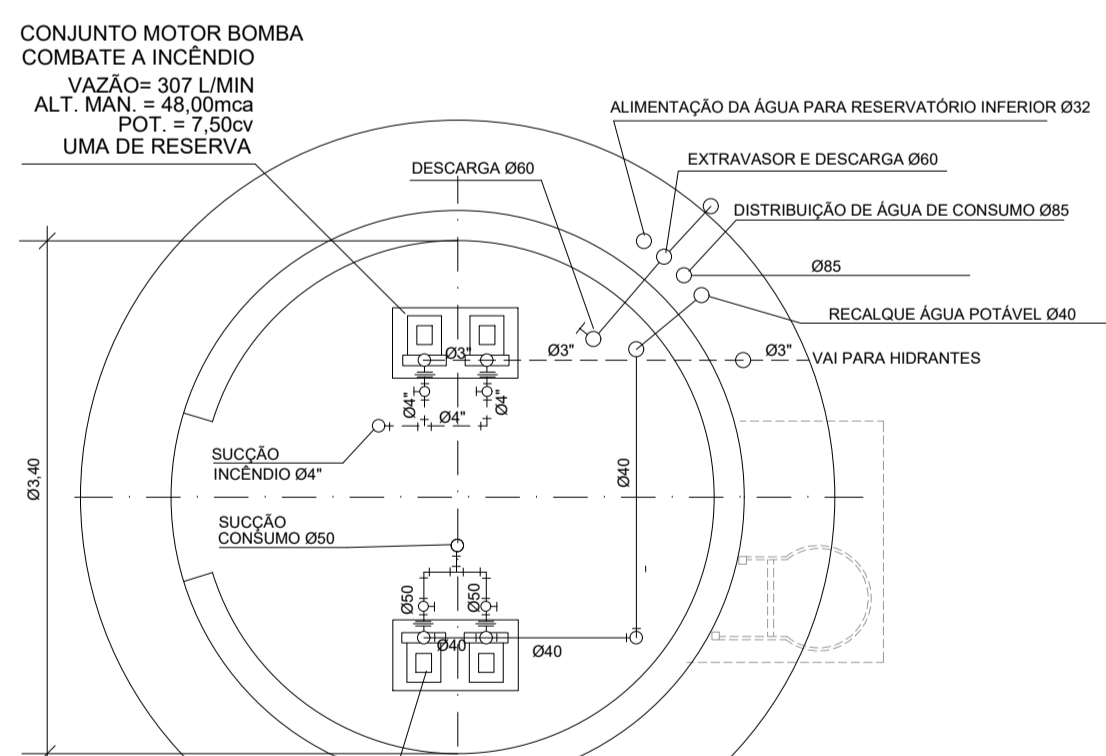 CONJUNTO MOTOR BOMBA
COMBATE A INCÊNDIO
VAZÃO= 307 L/MIN
ALT. MAN. = 48,00mca
POT. = 7,50cv
UMA DE RESERVA
ALIMENTAÇÃO DA ÁGUA PARA RESERVATÓRIO INFERIOR Ø32
DESCARGA Ø60
EXTRAVASOR E DESCARGA Ø60
DISTRIBUIÇÃO DE ÁGUA DE CONSUMO Ø85
Ø85
RECALQUE ÁGUA POTÁVEL Ø40
Ø3"
Ø3"
Ø3"
VAI PARA HIDRANTES
Ø4"
Ø4"
Ø4"
SUCÇÃO
INCÊNDIO Ø4"
Ø3,40
Ø40
SUCÇÃO
CONSUMO Ø50
Ø50
Ø50
Ø40
Ø40